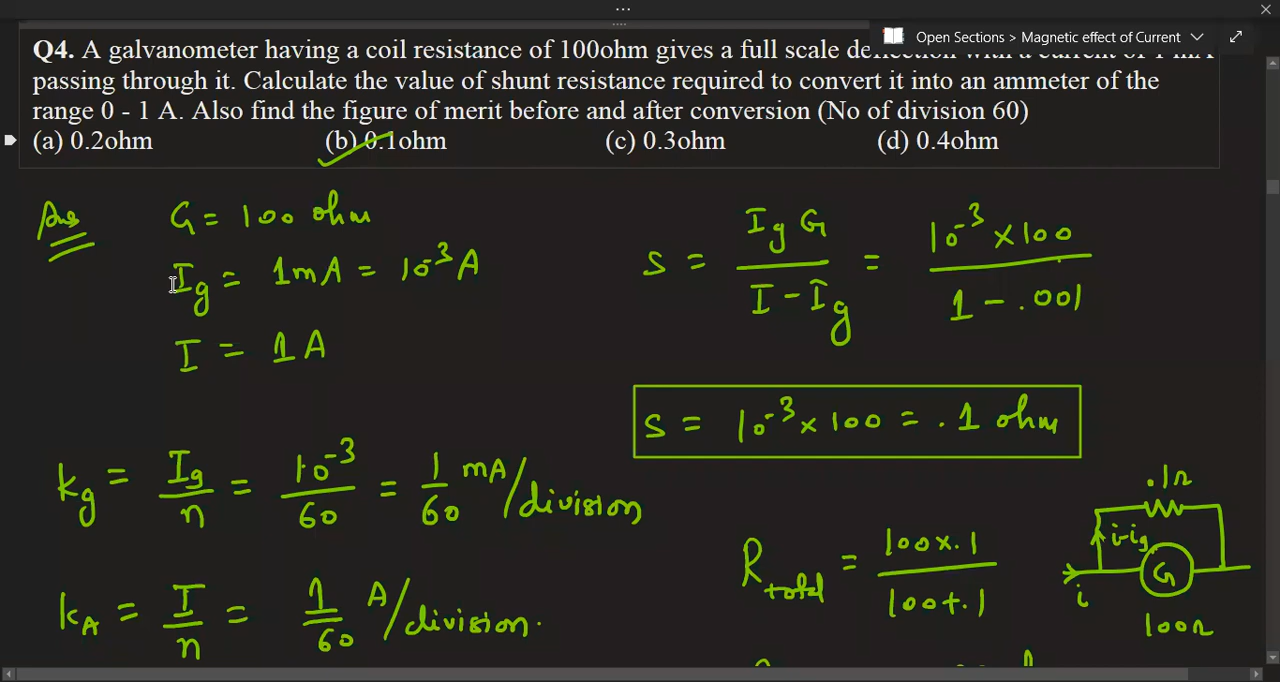 Open Sections > Magnetic effect of Current
Q4. A galvanometer having a coil resistance of 100ohm gives a full scale
passing through it. Calculate the value of shunt resistance required to convert it into an ammeter of the
range 0 - 1 A. Also find the figure of merit before and after conversion (No of division 60)
(a) 0.2ohm (b) 0.1ohm (c) 0.3ohm (d) 0.4ohm
Ans
G = 100 ohm
Ig = 1mA = 10⁻³ A
I = 1 A
S = Ig G / I - Ig = 10⁻³ × 100 / 1 - .001
S = 10⁻³ × 100 = .1 ohm
kg = Ig / n = 10⁻³ / 60 = 1/60 mA/division
kA = I / n = 1/60 A/division.
R total = 100×.1 / 100+.1
.1Ω
i-ig
G
i
100Ω